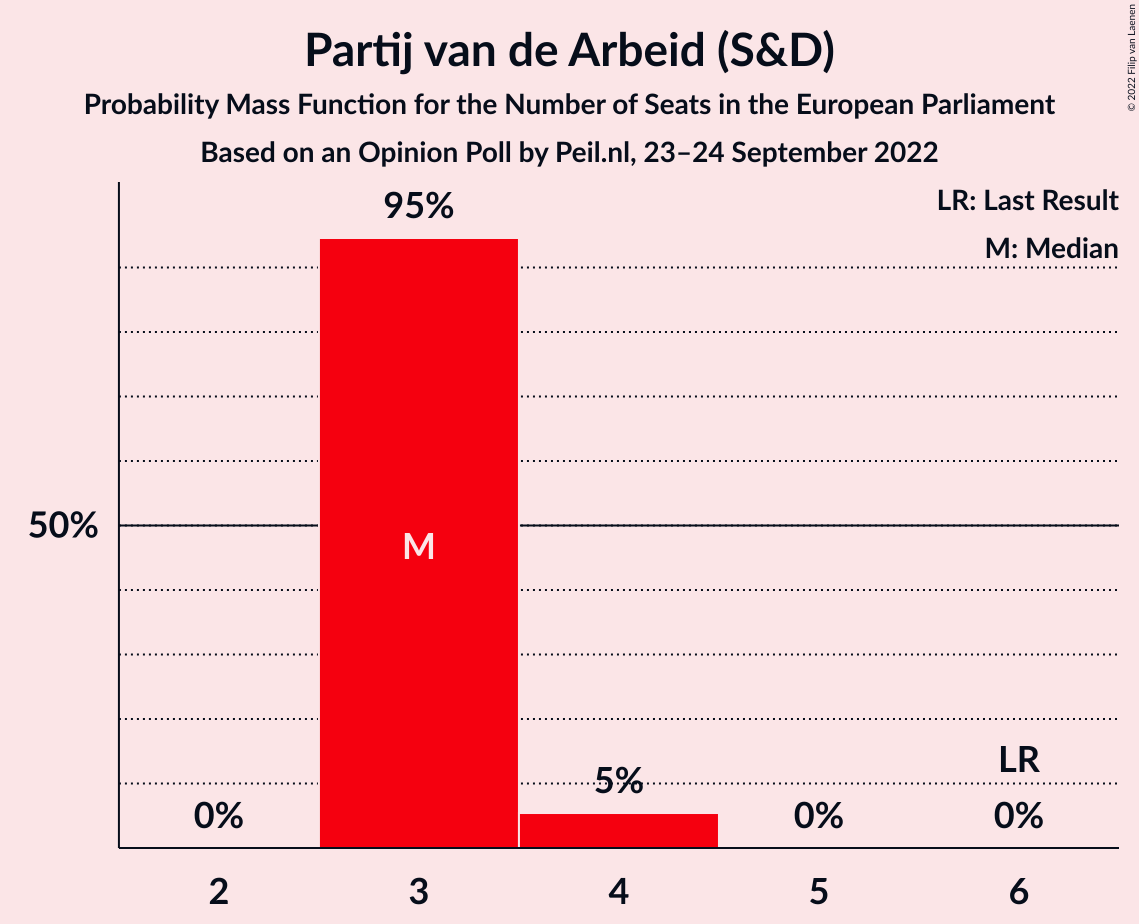 Partij van de Arbeid (S&D)
Probability Mass Function for the Number of Seats in the European Parliament
Based on an Opinion Poll by Peil.nl, 23–24 September 2022
© 2022 Filip van Laenen
LR: Last Result
M: Median
95%
50%
M
5%
LR
0%
0%
0%
2
3
4
5
6